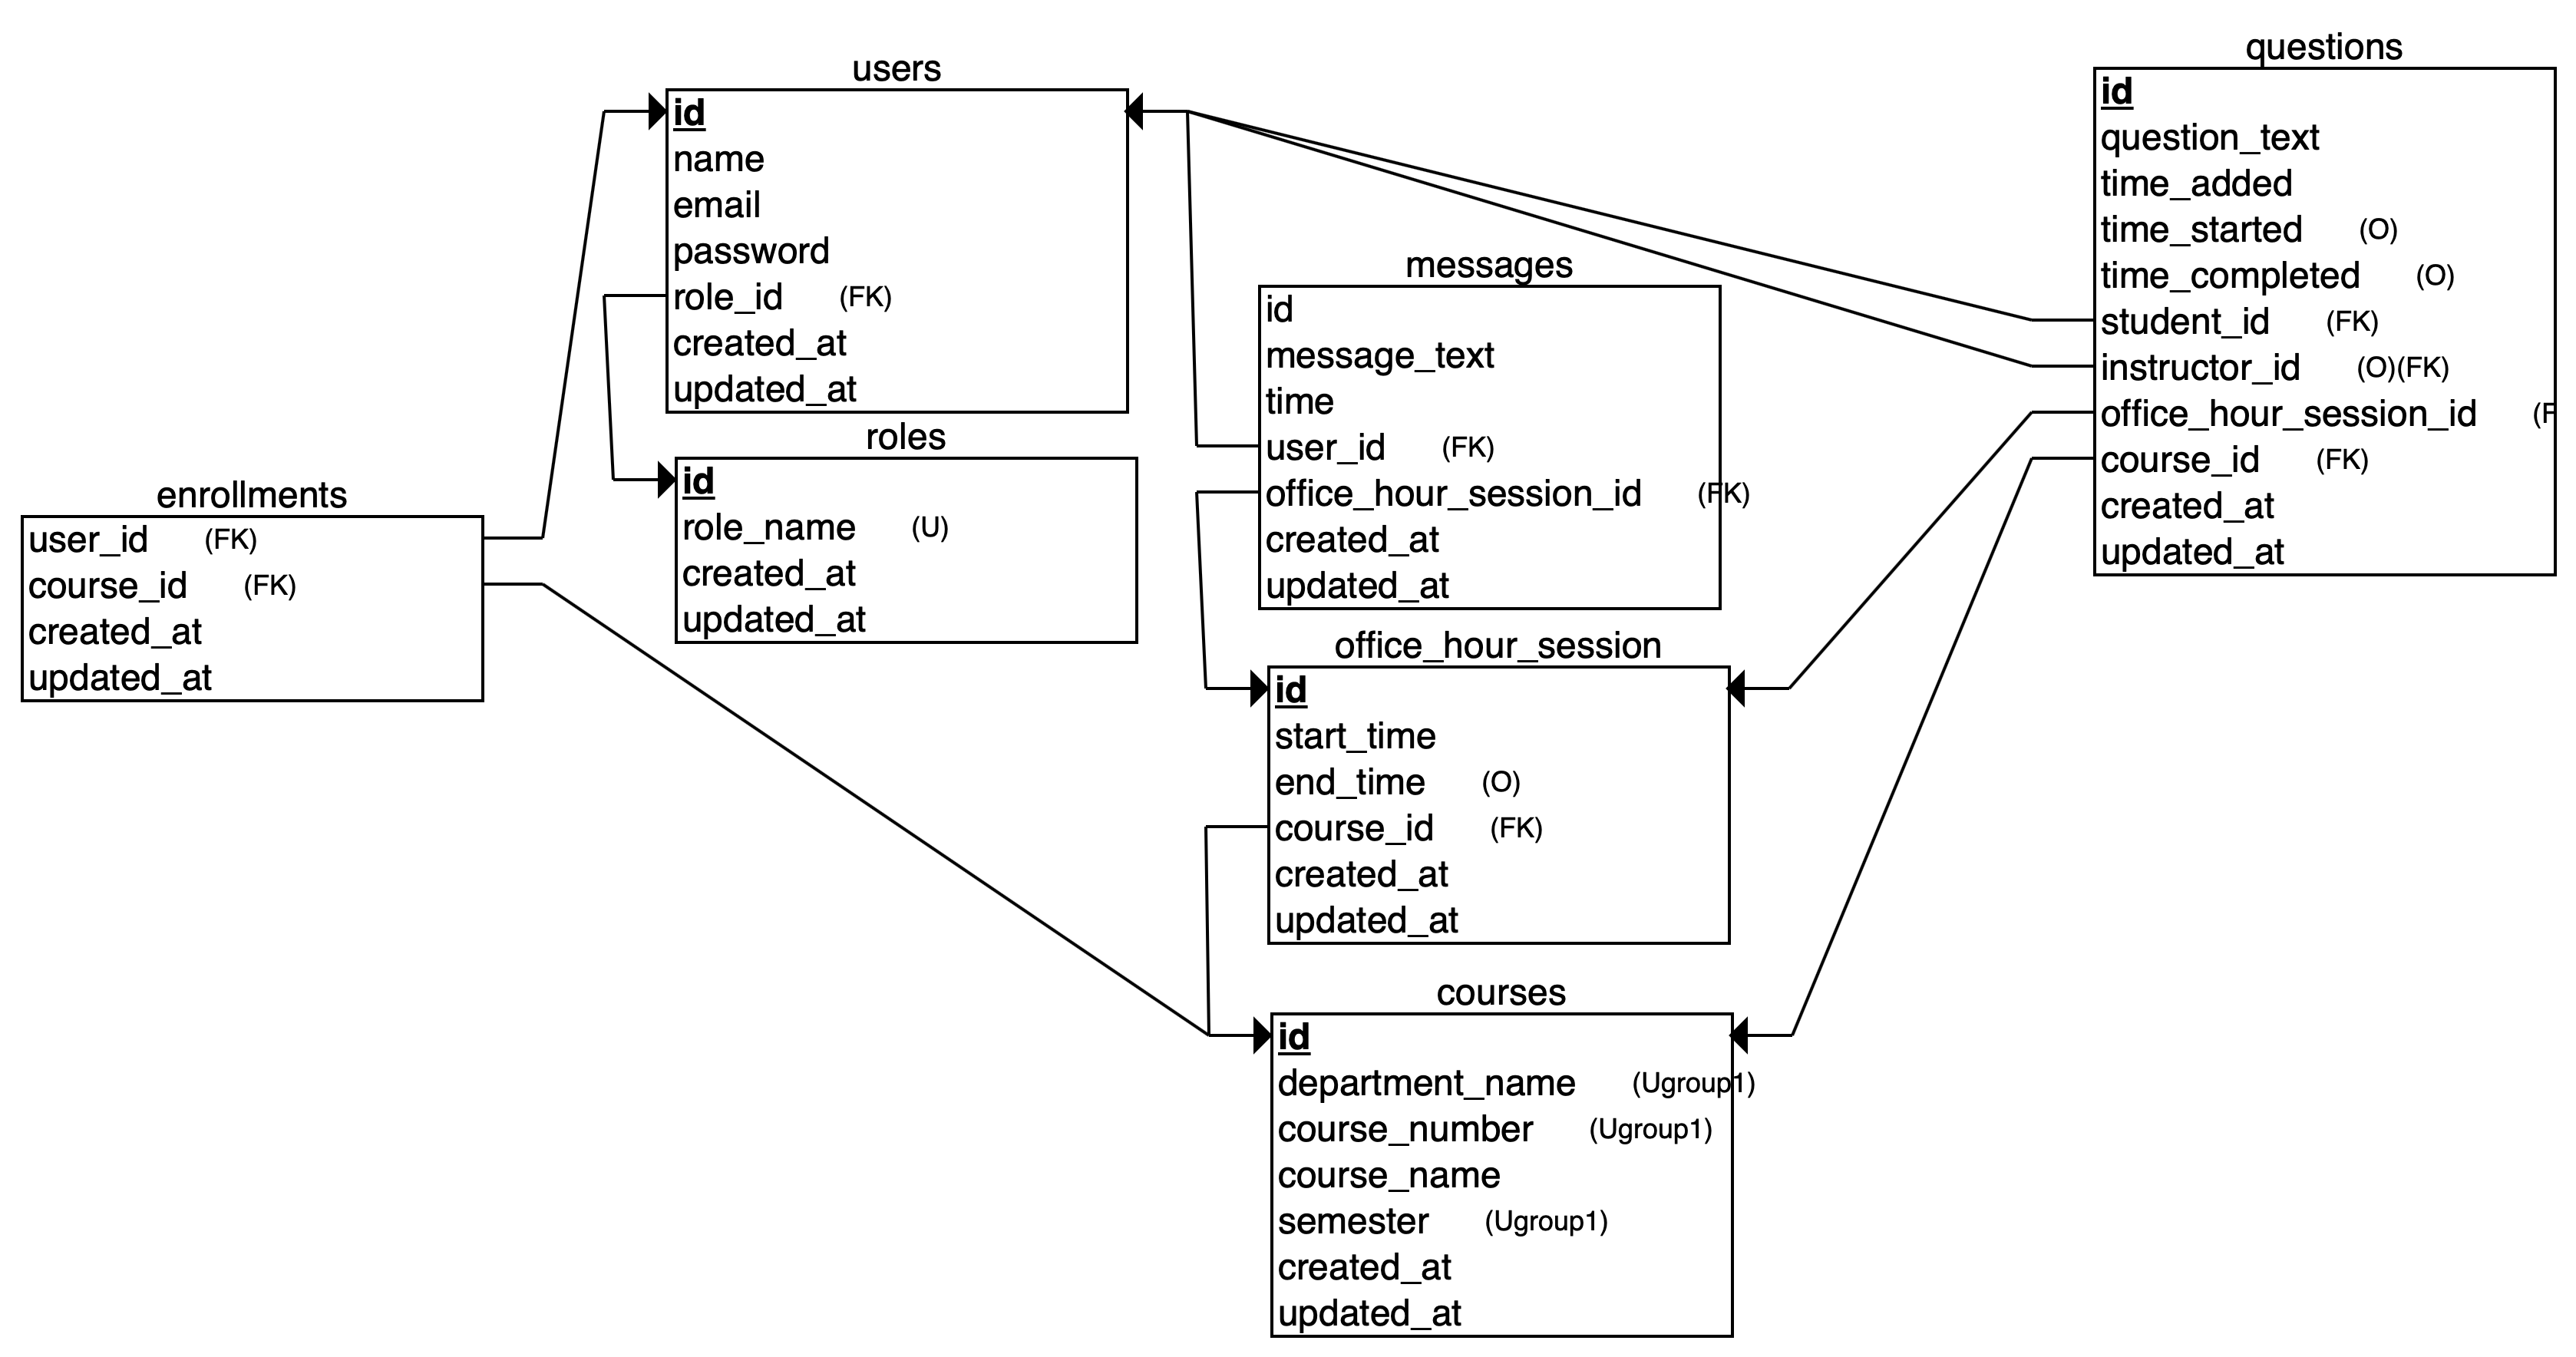 users
id
name
email
password
role_id (FK)
created_at
updated_at
roles
id
role_name (U)
created_at
updated_at
enrollments
user_id (FK)
course_id (FK)
created_at
updated_at
messages
id
message_text
time
user_id (FK)
office_hour_session_id (FK)
created_at
updated_at
office_hour_session
id
start_time
end_time (O)
course_id (FK)
created_at
updated_at
courses
id
department_name (Ugroup1)
course_number (Ugroup1)
course_name
semester (Ugroup1)
created_at
updated_at
questions
id
question_text
time_added
time_started (O)
time_completed (O)
student_id (FK)
instructor_id (O)(FK)
office_hour_session_id (F
course_id (FK)
created_at
updated_at